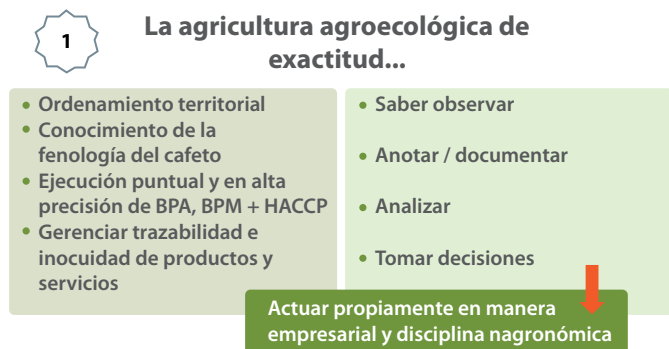 1
La agricultura agroecológica de
exactitud...
• Ordenamiento territorial
• Conocimiento de la
fenología del cafeto
• Ejecución puntual y en alta
precisión de BPA, BPM + HACCP
• Gerenciar trazabilidad e
inocuidad de productos y
servicios
• Saber observar
• Anotar / documentar
• Analizar
• Tomar decisiones
Actuar propiamente en manera
empresarial y disciplina nagronómica